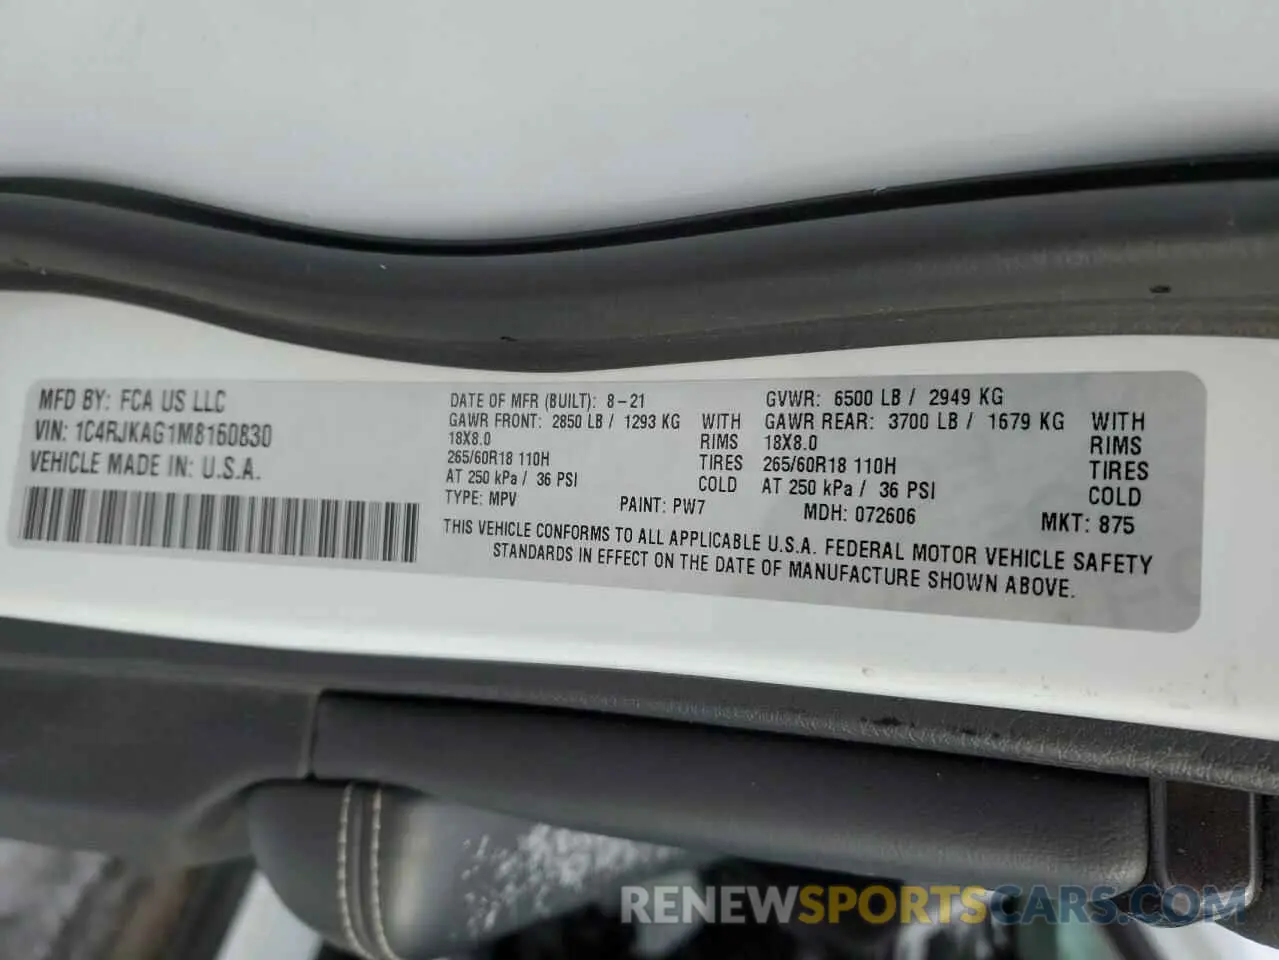 MFD BY: FCA US LLC
VIN: 1C4RJKAG1M8160830
VEHICLE MADE IN: U.S.A.
DATE OF MFR (BUILT): 8-21
GAWR FRONT: 2850 LB / 1293 KG WITH
18X8.0 RIMS
265/60R18 110H TIRES
AT 250 kPa / 36 PSI COLD
TYPE: MPV PAINT: PW7
GVWR: 6500 LB / 2949 KG
GAWR REAR: 3700 LB / 1679 KG WITH
18X8.0 RIMS
265/60R18 110H TIRES
AT 250 kPa / 36 PSI COLD
MDH: 072606 MKT: 875
THIS VEHICLE CONFORMS TO ALL APPLICABLE U.S.A. FEDERAL MOTOR VEHICLE SAFETY
STANDARDS IN EFFECT ON THE DATE OF MANUFACTURE SHOWN ABOVE.
RENEWSPORTSCARS.COM